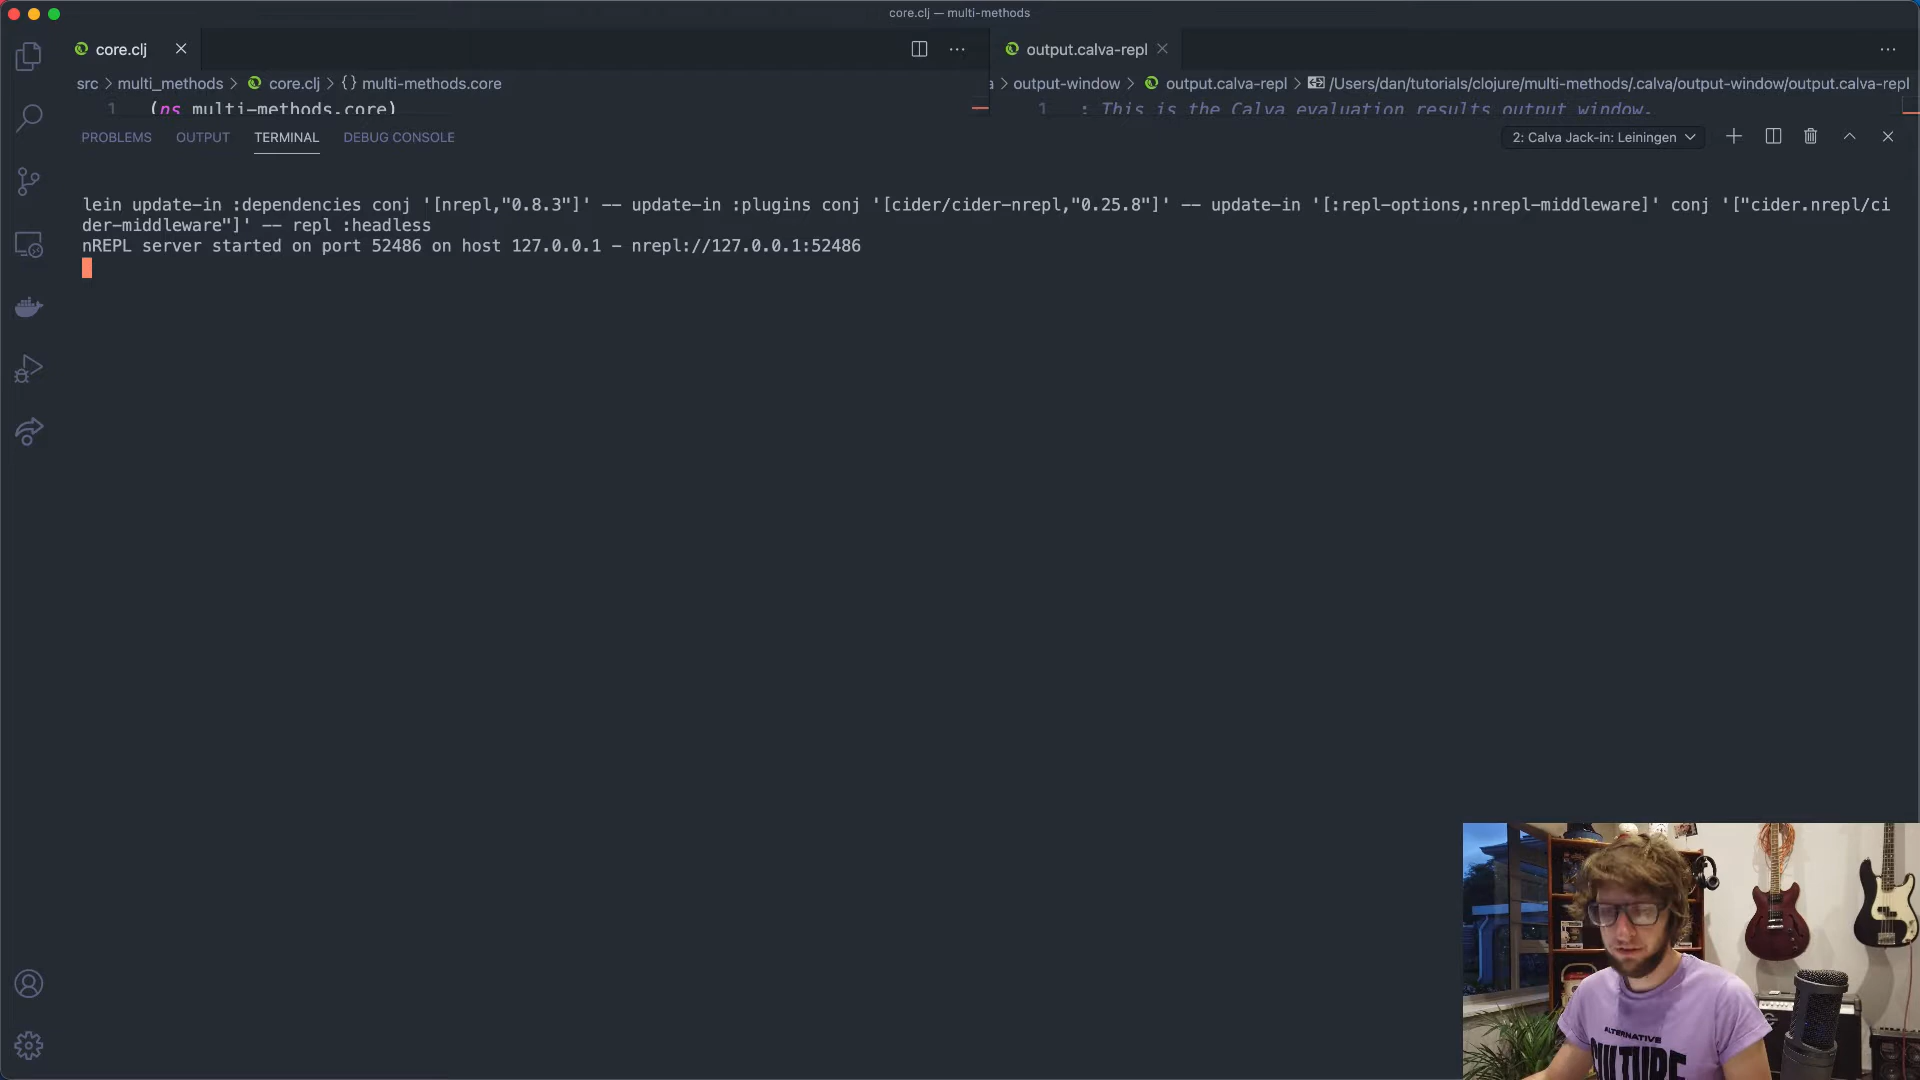 core.clj — multi-methods
core.clj
output.calva-repl
src > multi_methods > core.clj > {} multi-methods.core
a > output-window > output.calva-repl > /Users/dan/tutorials/clojure/multi-methods/.calva/output-window/output.calva-repl
1 (ns multi-methods.core)
1 ; This is the Calva evaluation results output window.
PROBLEMS OUTPUT TERMINAL DEBUG CONSOLE
2: Calva Jack-in: Leiningen
lein update-in :dependencies conj '[nrepl,"0.8.3"]' -- update-in :plugins conj '[cider/cider-nrepl,"0.25.8"]' -- update-in '[:repl-options,:nrepl-middleware]' conj '["cider.nrepl/ci
der-middleware"]' -- repl :headless
nREPL server started on port 52486 on host 127.0.0.1 - nrepl://127.0.0.1:52486
ALTERNATIVE
CULTURE